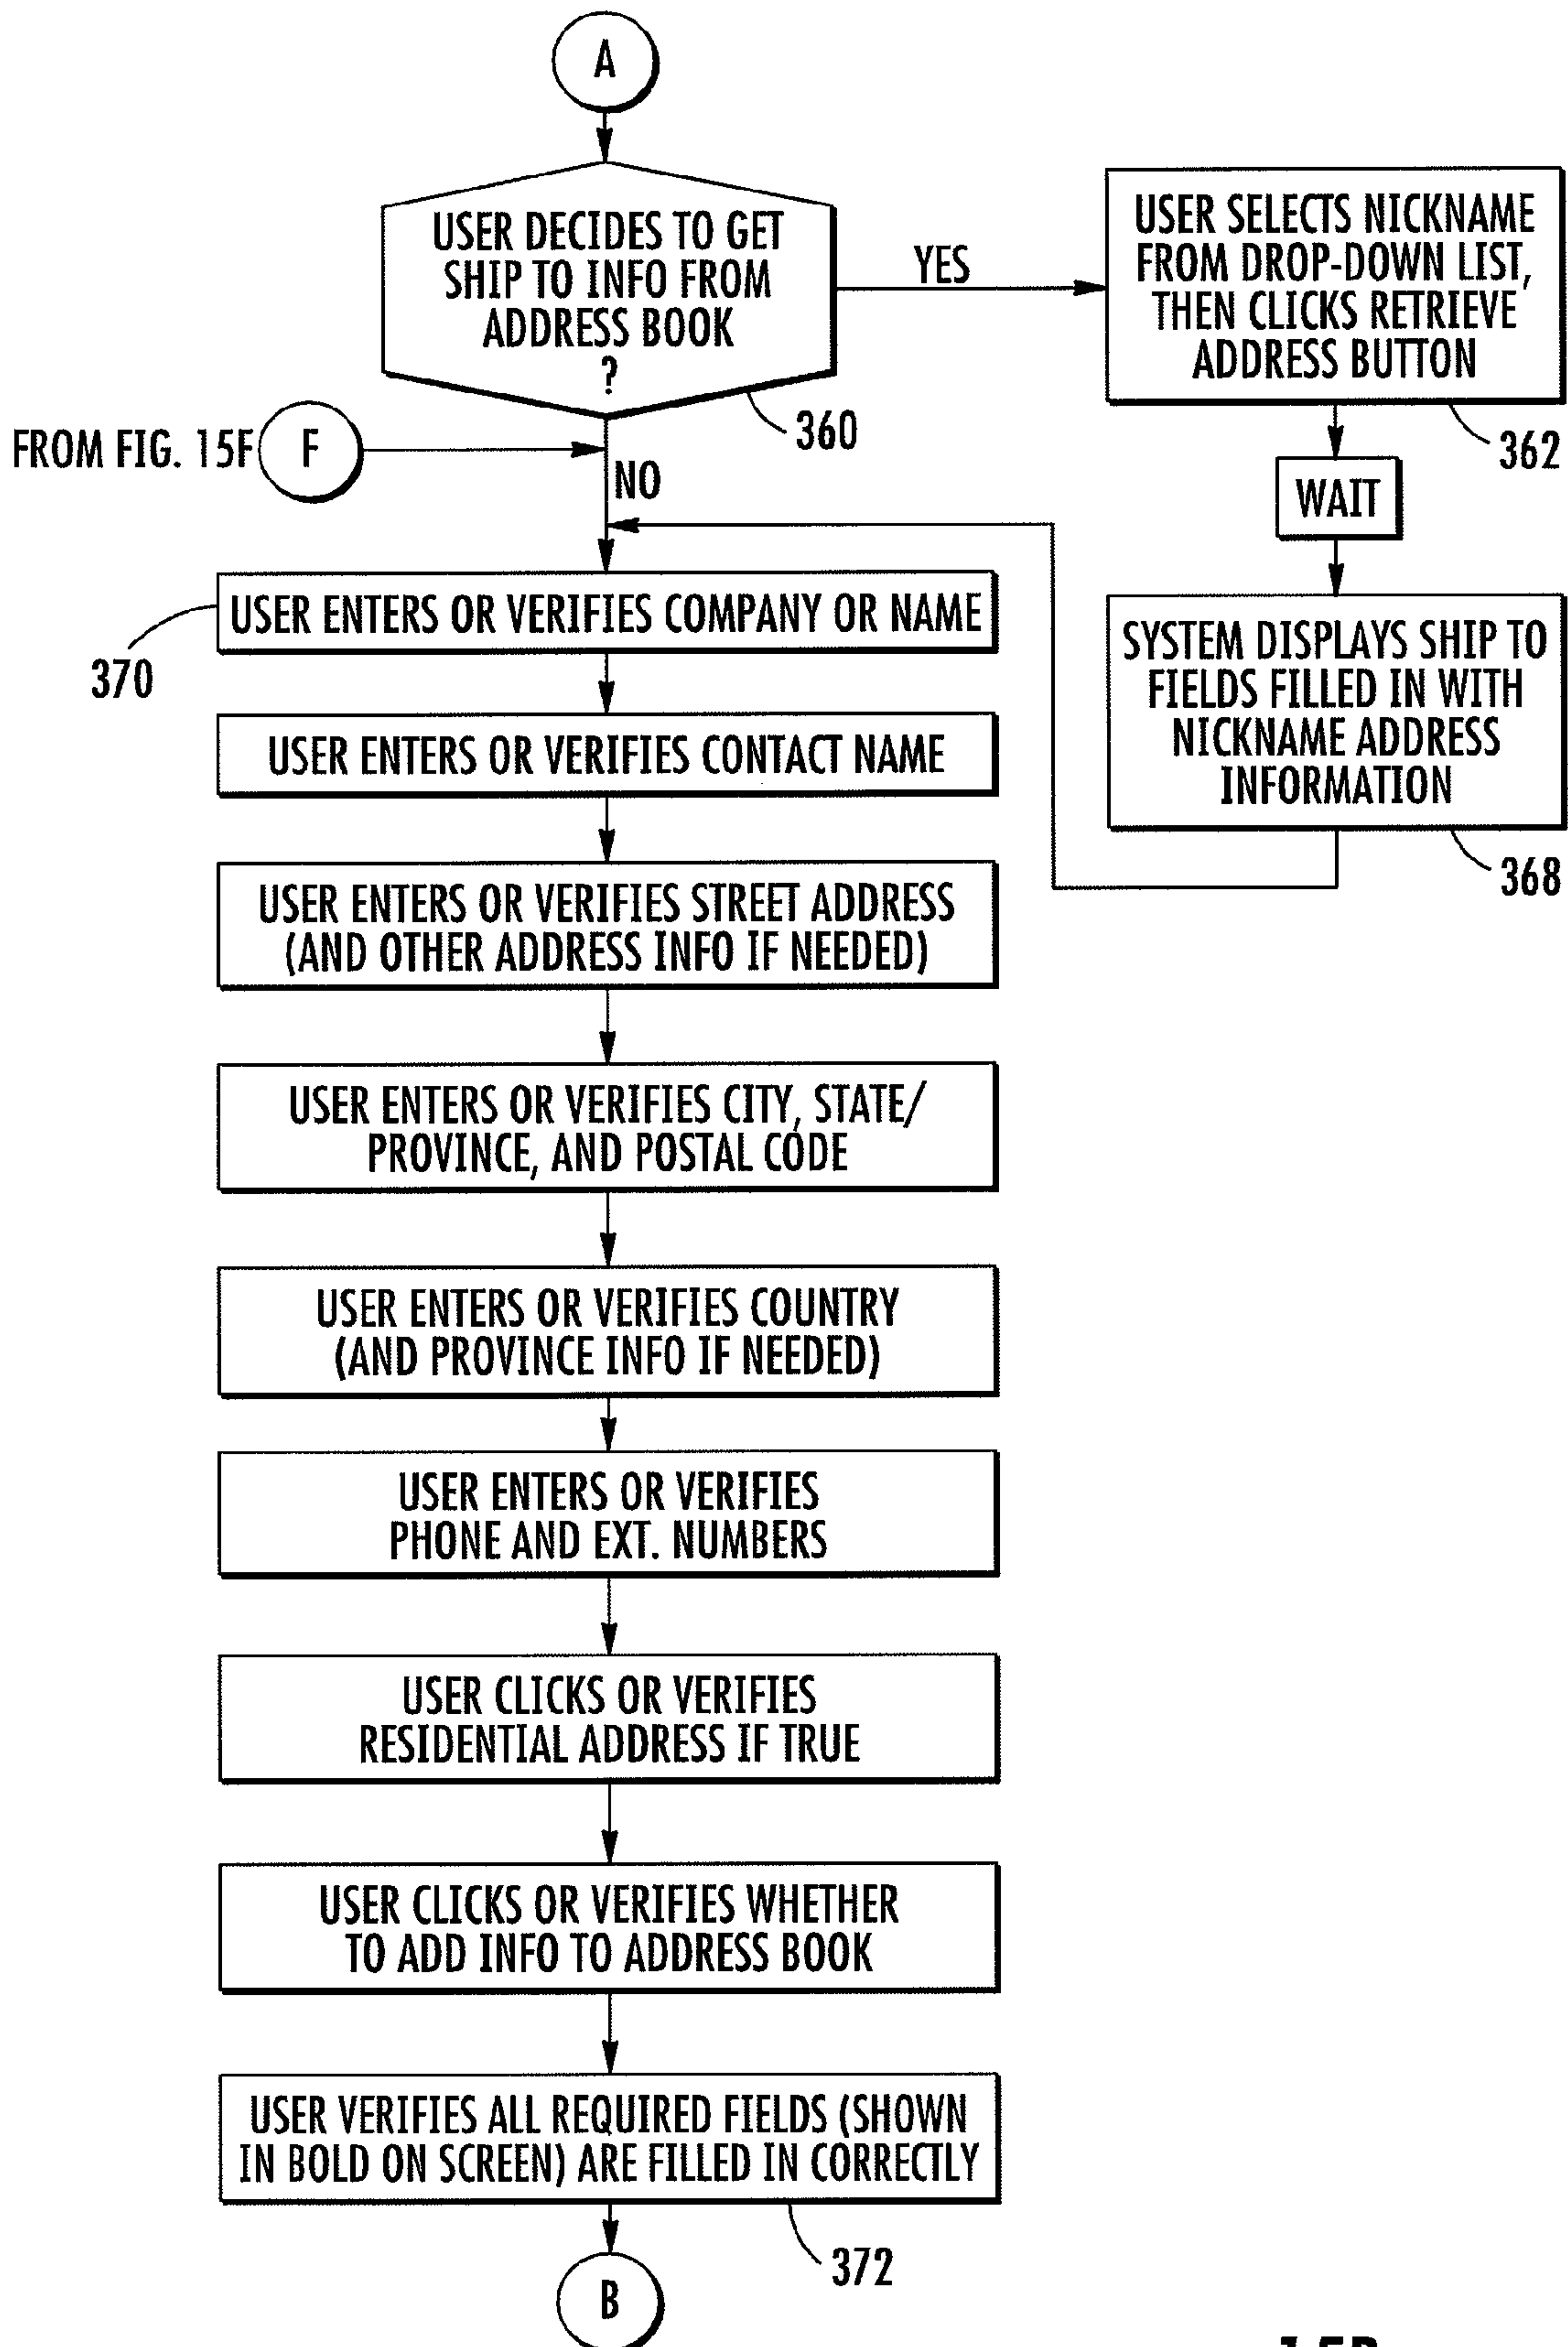 A
USER DECIDES TO GET
SHIP TO INFO FROM
ADDRESS BOOK
?
360
YES
USER SELECTS NICKNAME
FROM DROP-DOWN LIST,
THEN CLICKS RETRIEVE
ADDRESS BUTTON
362
WAIT
SYSTEM DISPLAYS SHIP TO
FIELDS FILLED IN WITH
NICKNAME ADDRESS
INFORMATION
368
FROM FIG. 15F
F
NO
USER ENTERS OR VERIFIES COMPANY OR NAME
370
USER ENTERS OR VERIFIES CONTACT NAME
USER ENTERS OR VERIFIES STREET ADDRESS
(AND OTHER ADDRESS INFO IF NEEDED)
USER ENTERS OR VERIFIES CITY, STATE/
PROVINCE, AND POSTAL CODE
USER ENTERS OR VERIFIES COUNTRY
(AND PROVINCE INFO IF NEEDED)
USER ENTERS OR VERIFIES
PHONE AND EXT. NUMBERS
USER CLICKS OR VERIFIES
RESIDENTIAL ADDRESS IF TRUE
USER CLICKS OR VERIFIES WHETHER
TO ADD INFO TO ADDRESS BOOK
USER VERIFIES ALL REQUIRED FIELDS (SHOWN
IN BOLD ON SCREEN) ARE FILLED IN CORRECTLY
372
B